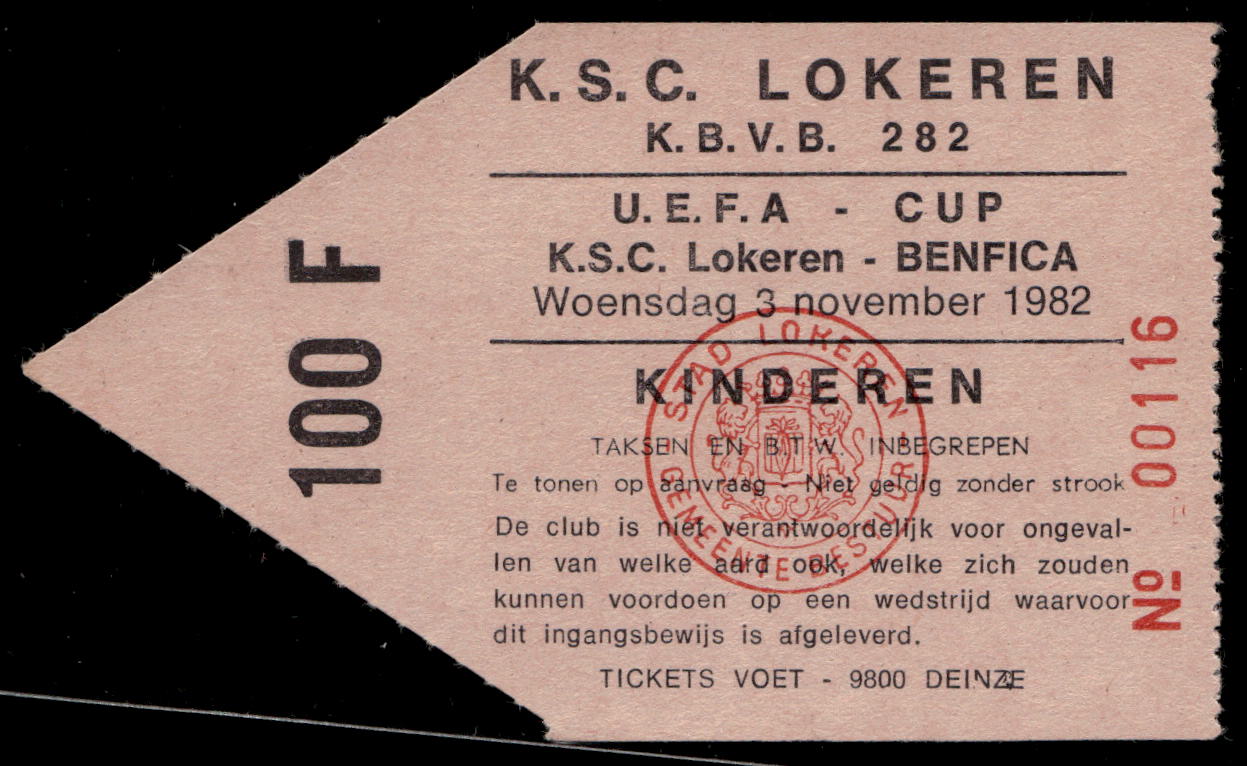 K.S.C. LOKEREN
K.B.V.B. 282
U.E.F.A - CUP
K.S.C. Lokeren - BENFICA
Woensdag 3 november 1982
KINDEREN
TAKSEN EN B.T.W. INBEGREPEN
Te tonen op aanvraag - Niet geldig zonder strook
De club is niet verantwoordelijk voor ongeval-
len van welke aard ook, welke zich zouden
kunnen voordoen op een wedstrijd waarvoor
dit ingangsbewijs is afgeleverd.
TICKETS VOET - 9800 DEINZE
100 F
Nº 00116
STAD LOKEREN -
GEMEENTE BESTUUR